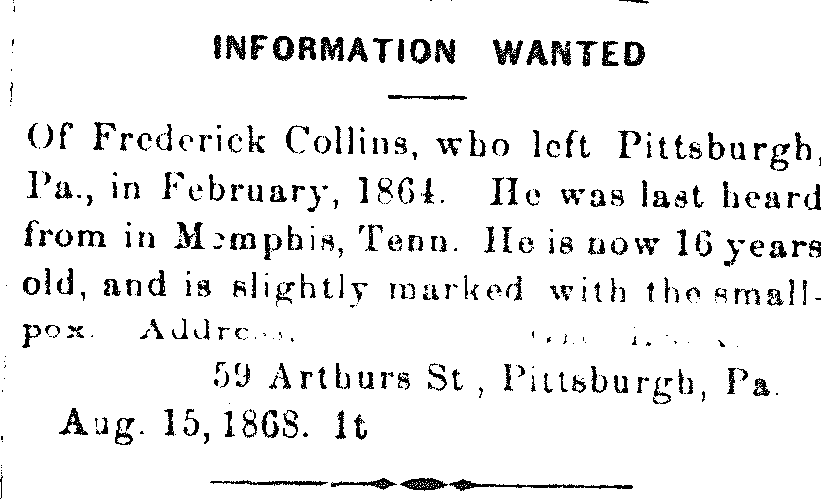 INFORMATION WANTED
Of Frederick Collins, who left Pittsburgh,
Pa., in February, 1864. He was last heard
from in Memphis, Tenn. He is now 16 years
old, and is slightly marked with the small-
pox. Address
59 Arthurs St, Pittsburgh, Pa.
Aug. 15, 1868. 1t